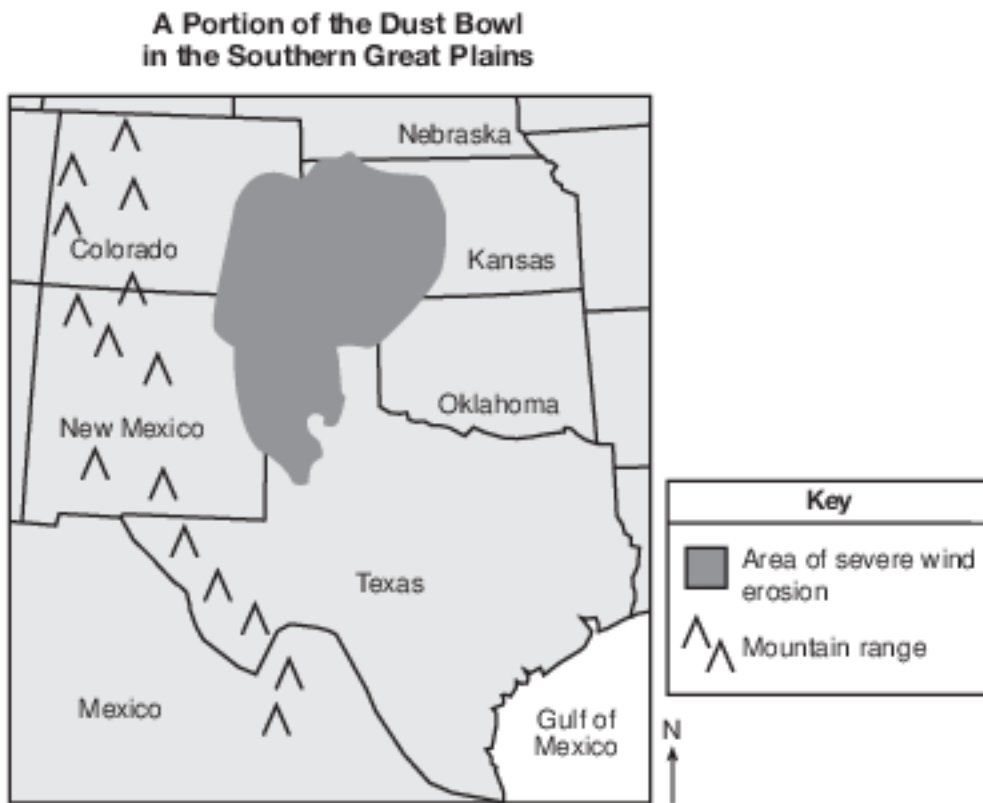 A Portion of the Dust Bowl
in the Southern Great Plains
Nebraska
Colorado
Kansas
Oklahoma
New Mexico
Texas
Mexico
Gulf of
Mexico
Key
Area of severe wind
erosion
Mountain range
N